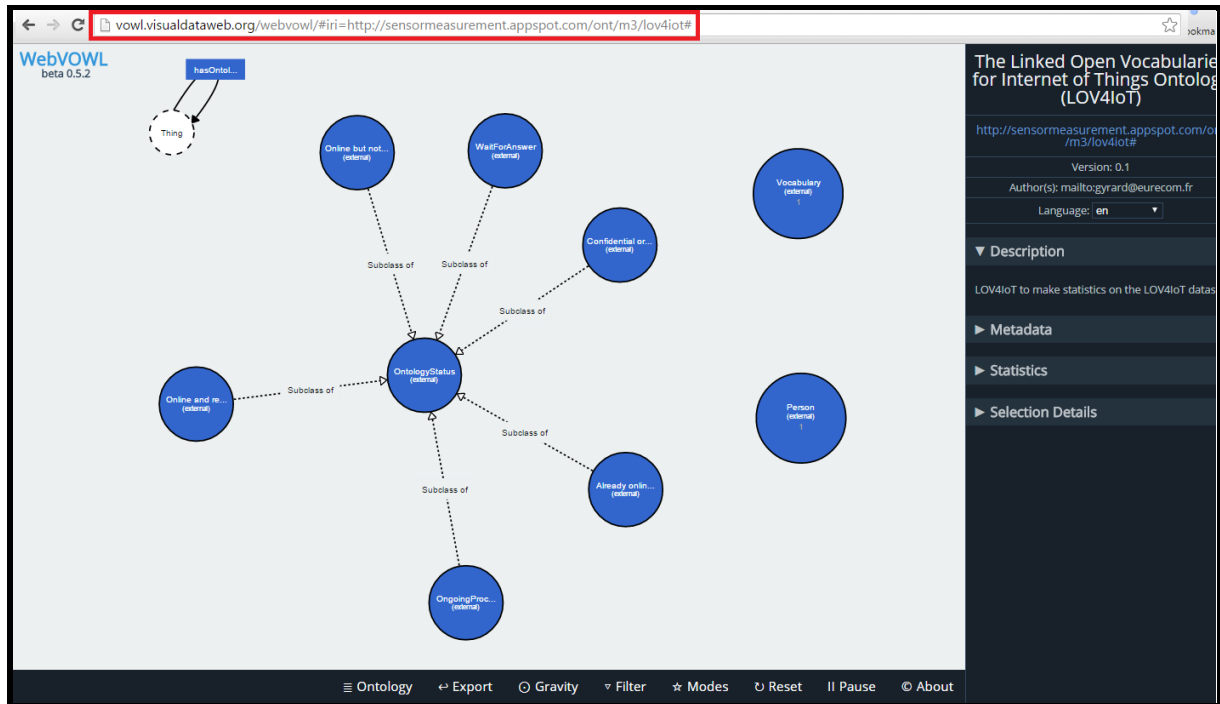 vowl.visualdataweb.org/webvowl/#iri=http://sensormeasurement.appspot.com/ont/m3/lov4iot#
ookma
WebVOWL
beta 0.5.2
hasOntol...
Thing
Online but not...
(external)
WaitForAnswer
(external)
Vocabulary
(external)
1
Confidential or...
(external)
Subclass of
Subclass of
Subclass of
OntologyStatus
(external)
Online and re...
(external)
Subclass of
Person
(external)
1
Subclass of
Already onlin...
(external)
Subclass of
OngoingProc...
(external)
The Linked Open Vocabularie
for Internet of Things Ontolog
(LOV4IoT)
http://sensormeasurement.appspot.com/o
/m3/lov4iot#
Version: 0.1
Author(s): mailto:gyrard@eurecom.fr
Language: en
Description
LOV4IoT to make statistics on the LOV4IoT datas
Metadata
Statistics
Selection Details
Ontology Export Gravity Filter Modes Reset Pause © About